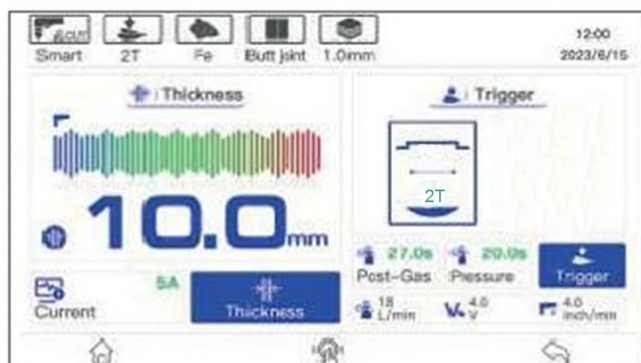 &cut
Smart 2T Fe Butt joint 1.0mm
12:00
2023/6/15
Thickness
Trigger
10.0mm
2T
27.0s 20.0s
Post-Gas Pressure Trigger
5A
Current Thickness
18 L/min
4.0 V
4.0 inch/min